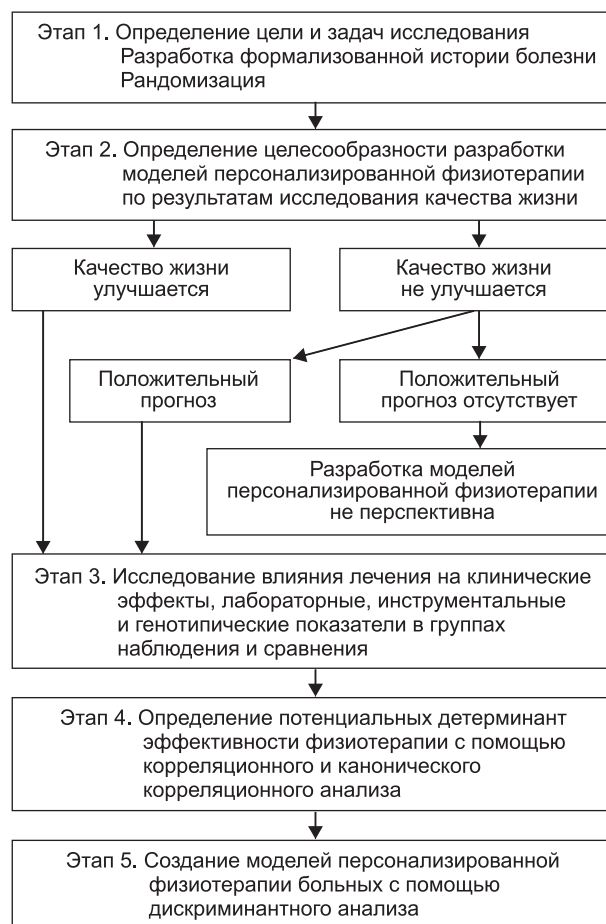 Этап 1. Определение цели и задач исследования
Разработка формализованной истории болезни
Рандомизация
Этап 2. Определение целесообразности разработки
моделей персонализированной физиотерапии
по результатам исследования качества жизни
Качество жизни
улучшается
Качество жизни
не улучшается
Положительный
прогноз
Положительный
прогноз отсутствует
Разработка моделей
персонализированной физиотерапии
не перспективна
Этап 3. Исследование влияния лечения на клинические
эффекты, лабораторные, инструментальные
и генотипические показатели в группах
наблюдения и сравнения
Этап 4. Определение потенциальных детерминант
эффективности физиотерапии с помощью
корреляционного и канонического
корреляционного анализа
Этап 5. Создание моделей персонализированной
физиотерапии больных с помощью
дискриминантного анализа